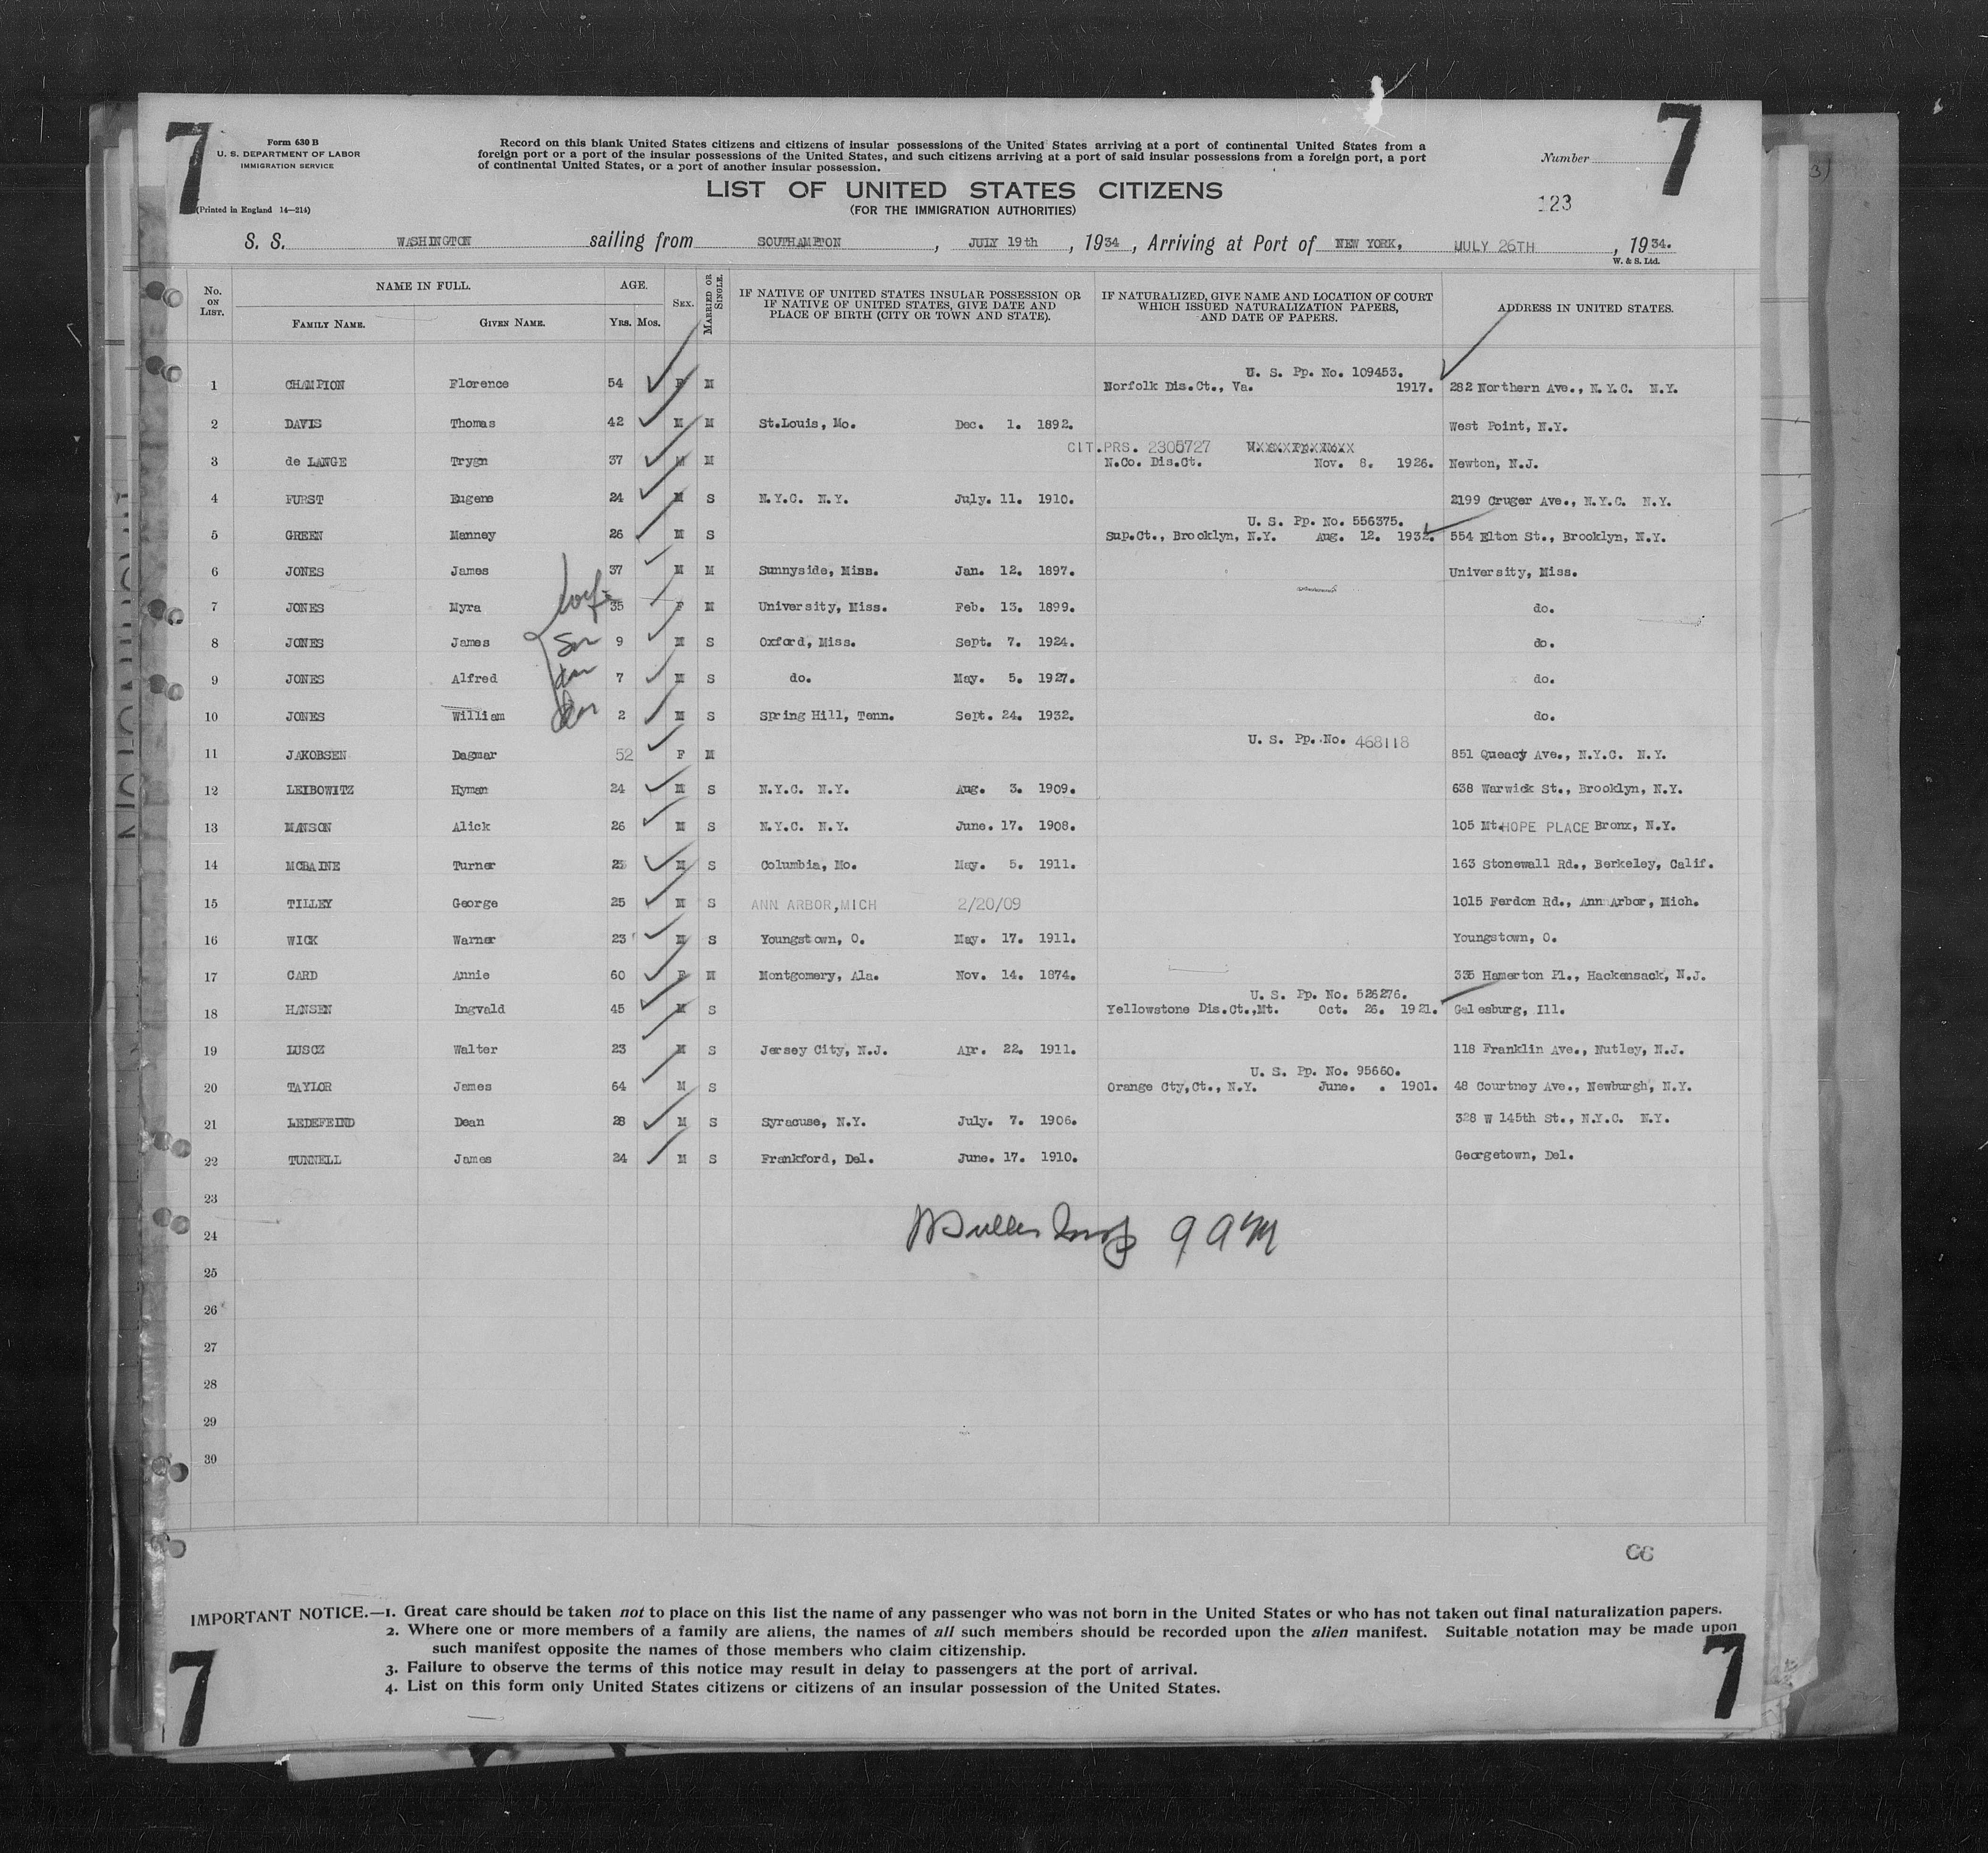 7
Form 630 B
U. S. DEPARTMENT OF LABOR
IMMIGRATION SERVICE
(Printed in England 14—214)
Record on this blank United States citizens and citizens of insular possessions of the United States arriving at a port of continental United States from a
foreign port or a port of the insular possessions of the United States, and such citizens arriving at a port of said insular possessions from a foreign port, a port
of continental United States, or a port of another insular possession.
Number
7
LIST OF UNITED STATES CITIZENS
(FOR THE IMMIGRATION AUTHORITIES)
123
S. S. WASHINGTON sailing from SOUTHAMPTON, JULY 19th, 1934, Arriving at Port of NEW YORK, MULY 26TH, 1934.
W. & S. Ltd.
No. ON LIST. NAME IN FULL. FAMILY NAME. GIVEN NAME. AGE. YRS. MOS. SEX. MARRIED OR SINGLE. IF NATIVE OF UNITED STATES INSULAR POSSESSION OR IF NATIVE OF UNITED STATES, GIVE DATE AND PLACE OF BIRTH (CITY OR TOWN AND STATE). IF NATURALIZED, GIVE NAME AND LOCATION OF COURT WHICH ISSUED NATURALIZATION PAPERS, AND DATE OF PAPERS. ADDRESS IN UNITED STATES.
U. S. Pp. No. 109453.
1 CHAMPION Florence 54 F M Norfolk Dis.Ct., Va. 1917. 282 Northern Ave., N.Y.C. N.Y.
2 DAVIS Thomas 42 M M St.Louis, Mo. Dec. 1. 1892. West Point, N.Y.
CIT.PRS. 2305727
3 de LANGE Trygn 37 M M N.Co. Dis.Ct. Nov. 8. 1926. Newton, N.J.
4 FURST Eugene 24 M S N.Y.C. N.Y. July. 11. 1910. 2199 Cruger Ave., N.Y.C. N.Y.
U. S. Pp. No. 556375.
5 GREEN Manney 26 M S Sup.Ct., Brooklyn, N.Y. Aug. 12. 1932. 554 Elton St., Brooklyn, N.Y.
6 JONES James 37 M M Sunnyside, Miss. Jan. 12. 1897. University, Miss.
7 JONES Myra wife 35 F M University, Miss. Feb. 13. 1899. do.
8 JONES James Son 9 M S Oxford, Miss. Sept. 7. 1924. do.
9 JONES Alfred 7 M S do. May. 5. 1927. do.
10 JONES William 2 M S Spring Hill, Tenn. Sept. 24. 1932. do.
U. S. Pp. No. 468118
11 JAKOBSEN Dagmar 52 F M 851 Queacy Ave., N.Y.C. N.Y.
12 LEIBOWITZ Hyman 24 M S N.Y.C. N.Y. Aug. 3. 1909. 638 Warwick St., Brooklyn, N.Y.
13 MANSON Alick 26 M S N.Y.C. N.Y. June. 17. 1908. 105 Mt.HOPE PLACE Bronx, N.Y.
14 MCBAINE Turner 23 M S Columbia, Mo. May. 5. 1911. 163 Stonewall Rd., Berkeley, Calif.
15 TILLEY George 25 M S ANN ARBOR,MICH 2/20/09 1015 Ferdon Rd., Ann Arbor, Mich.
16 WICK Warner 23 M S Youngstown, O. May. 17. 1911. Youngstown, O.
17 CARD Annie 60 F M Montgomery, Ala. Nov. 14. 1874. 335 Hamerton Pl., Hackensack, N.J.
U. S. Pp. No. 526276.
18 HANSEN Ingvald 45 M S Yellowstone Dis.Ct.,Mt. Oct. 26. 1921. Galesburg, Ill.
19 LUSCZ Walter 23 M S Jersey City, N.J. Apr. 22. 1911. 118 Franklin Ave., Nutley, N.J.
U. S. Pp. No. 95660.
20 TAYLOR James 64 M S Orange Cty,Ct., N.Y. June. . 1901. 48 Courtney Ave., Newburgh, N.Y.
21 LEDEFEIND Dean 28 M S Syracuse, N.Y. July. 7. 1906. 328 W 145th St., N.Y.C. N.Y.
22 TUNNELL James 24 M S Frankford, Del. June. 17. 1910. Georgetown, Del.
23
24
25
26
27
28
29
30
IMPORTANT NOTICE.—1. Great care should be taken not to place on this list the name of any passenger who was not born in the United States or who has not taken out final naturalization papers.
2. Where one or more members of a family are aliens, the names of all such members should be recorded upon the alien manifest. Suitable notation may be made upon
such manifest opposite the names of those members who claim citizenship.
3. Failure to observe the terms of this notice may result in delay to passengers at the port of arrival.
4. List on this form only United States citizens or citizens of an insular possession of the United States.
7
7